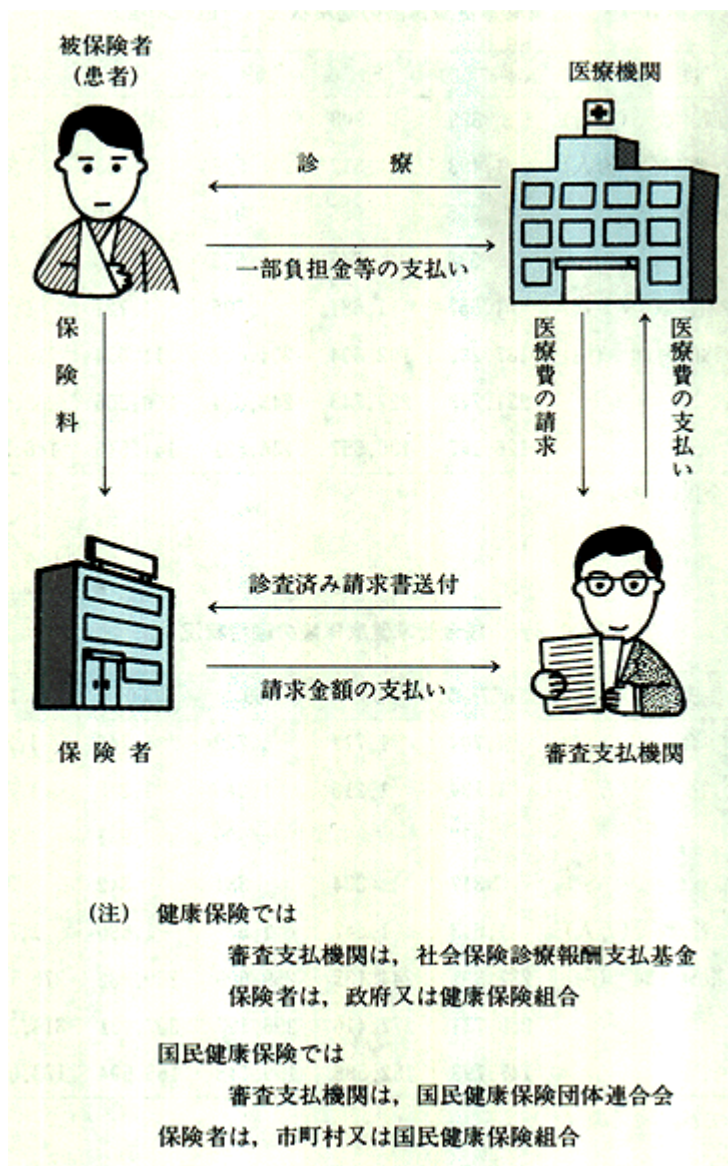 被保険者
(患者)
医療機関
診療
一部負担金等の支払い
保険料
医療費の請求
医療費の支払い
診査済み請求書送付
請求金額の支払い
保険者
審査支払機関
(注) 健康保険では
審査支払機関は，社会保険診療報酬支払基金
保険者は，政府又は健康保険組合
国民健康保険では
審査支払機関は，国民健康保険団体連合会
保険者は，市町村又は国民健康保険組合